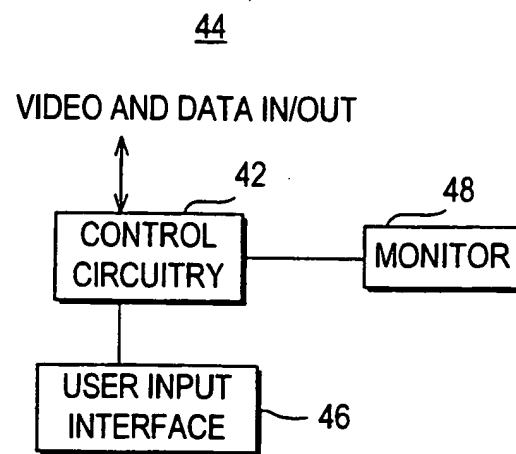 44
VIDEO AND DATA IN/OUT
42
CONTROL
CIRCUITRY
48
MONITOR
USER INPUT
INTERFACE
46